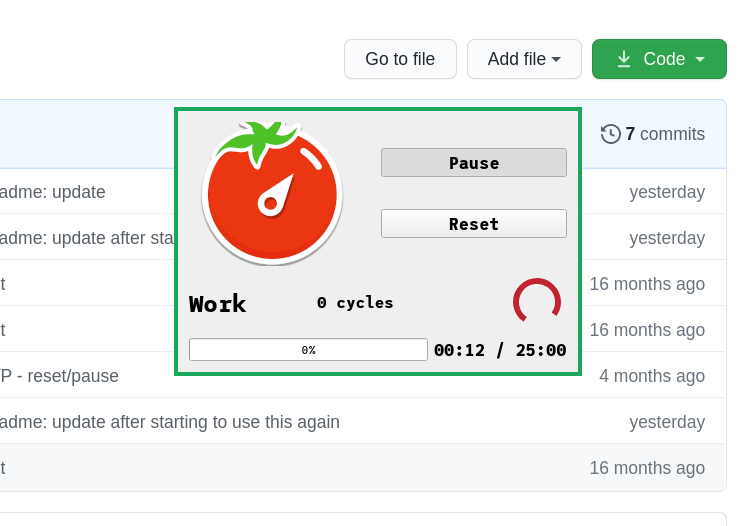 Go to file
Add file
Code
7 commits
adme: update
yesterday
adme: update after sta
yesterday
t
16 months ago
t
16 months ago
P - reset/pause
4 months ago
adme: update after starting to use this again
yesterday
t
16 months ago
Pause
Reset
Work
0 cycles
0%
00:12 / 25:00